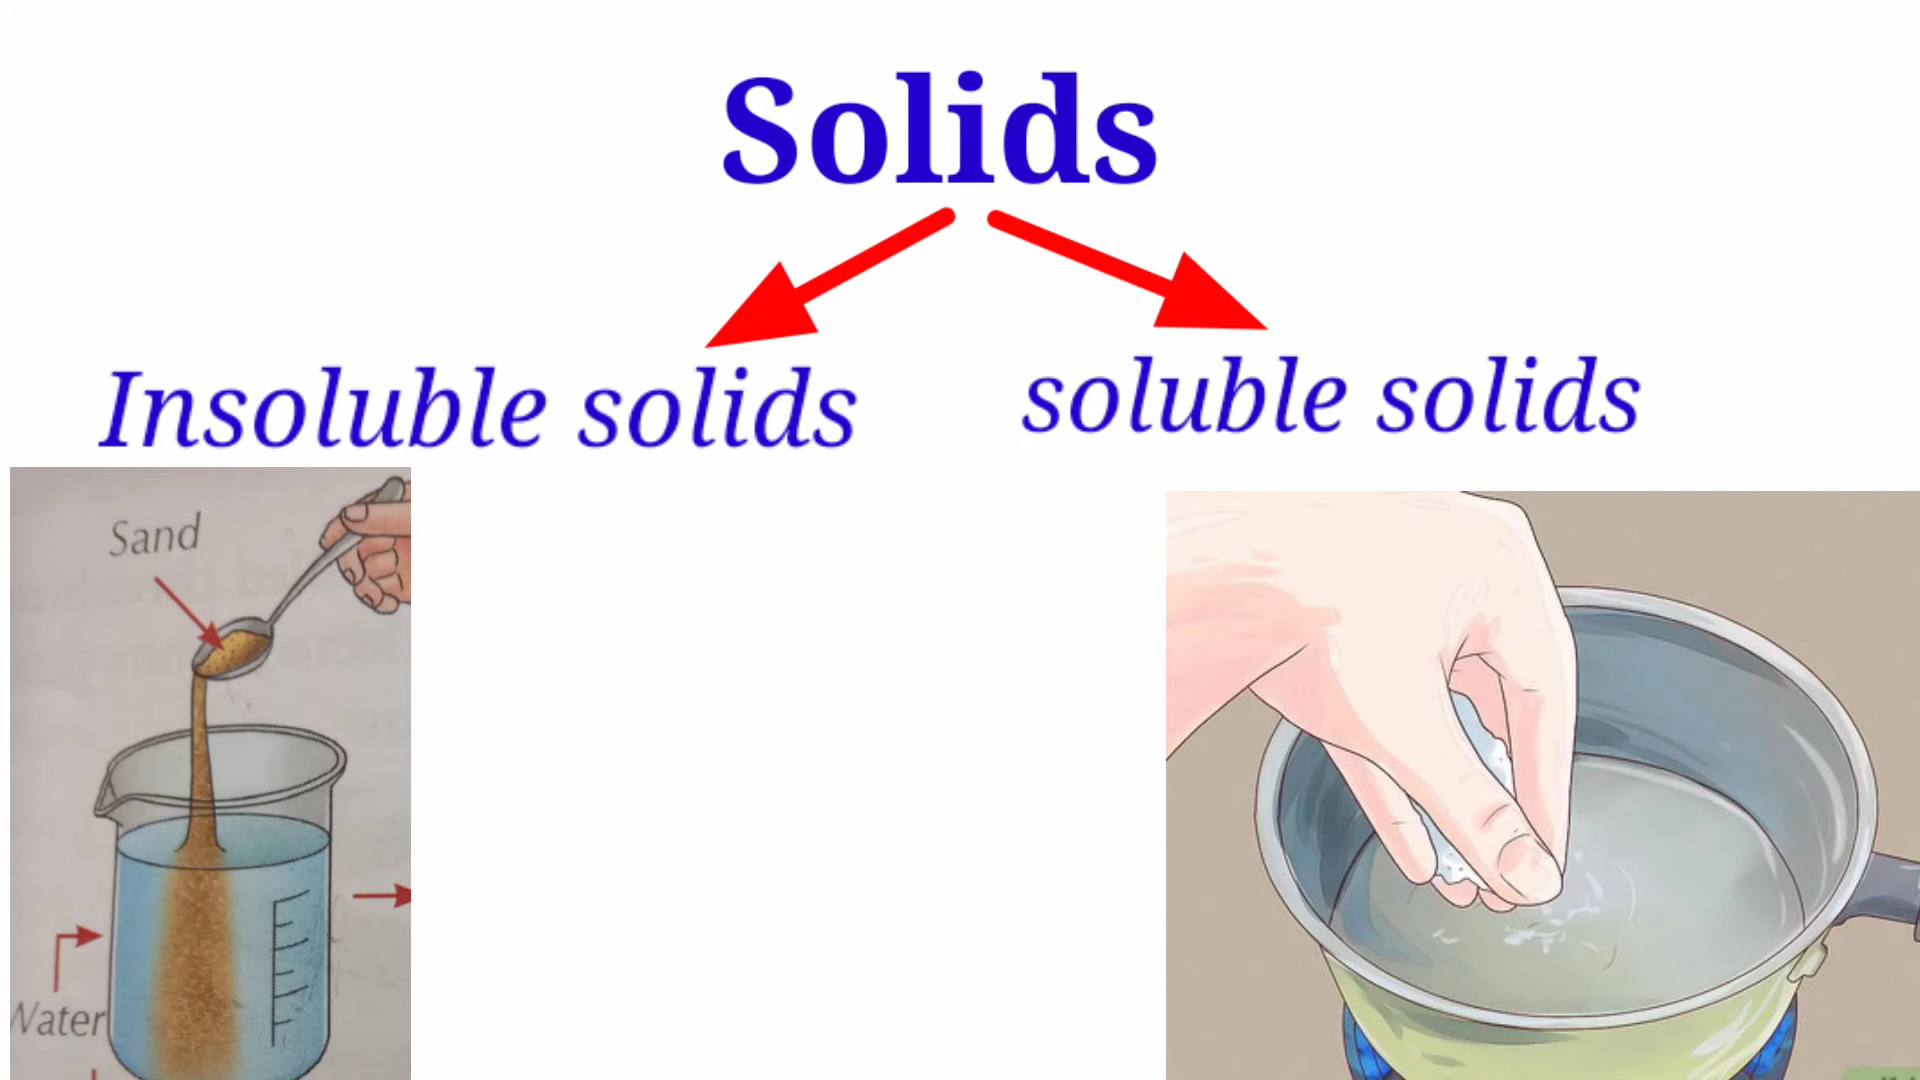 Solids
Insoluble solids
soluble solids
Sand
Water